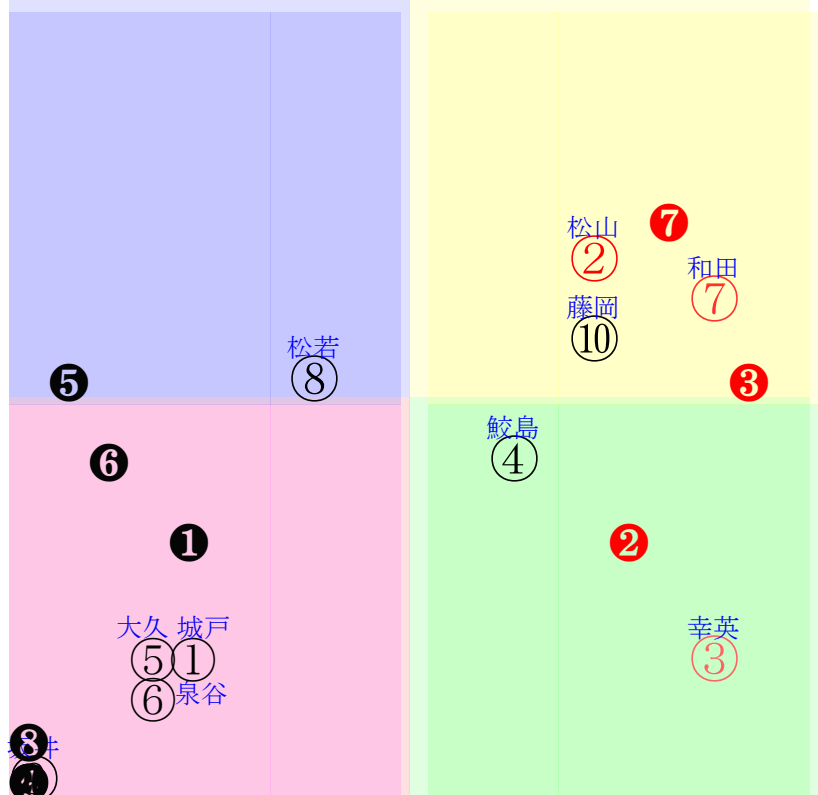 ❼
松山
②
和田
⑦
藤岡
⑩
松若
⑧
❺
❸
鮫島
④
❻
❶
❷
大久 城戸
⑤①
幸英
③
⑥泉谷
❽